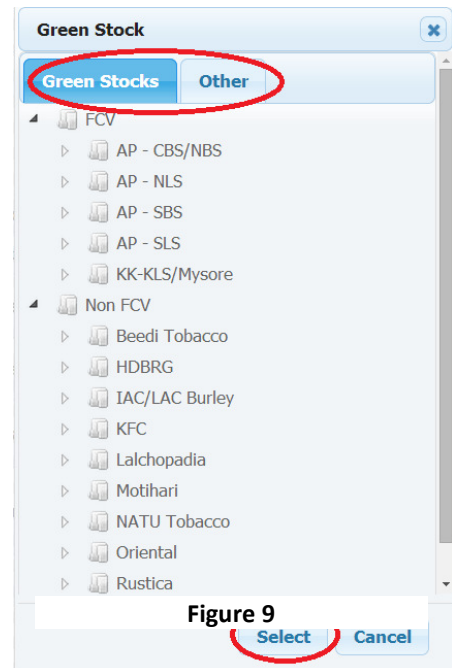 Green Stock
Green Stocks Other
FCV
AP - CBS/NBS
AP - NLS
AP - SBS
AP - SLS
KK-KLS/Mysore
Non FCV
Beedi Tobacco
HDBRG
IAC/LAC Burley
KFC
Lalchopadia
Motihari
NATU Tobacco
Oriental
Rustica
Figure 9
Select Cancel